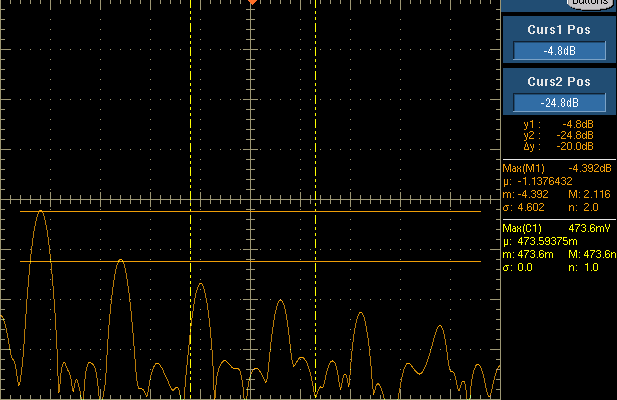 Buttons
Curs1 Pos
-4.8dB
Curs2 Pos
-24.8dB
y1 : -4.8dB
y2 : -24.8dB
Δy : -20.0dB
Max(M1) -4.392dB
µ: -1.1376432
m: -4.392 M: 2.116
σ: 4.602 n: 2.0
Max(C1) 473.6mV
µ: 473.59375m
m: 473.6m M: 473.6m
σ: 0.0 n: 1.0